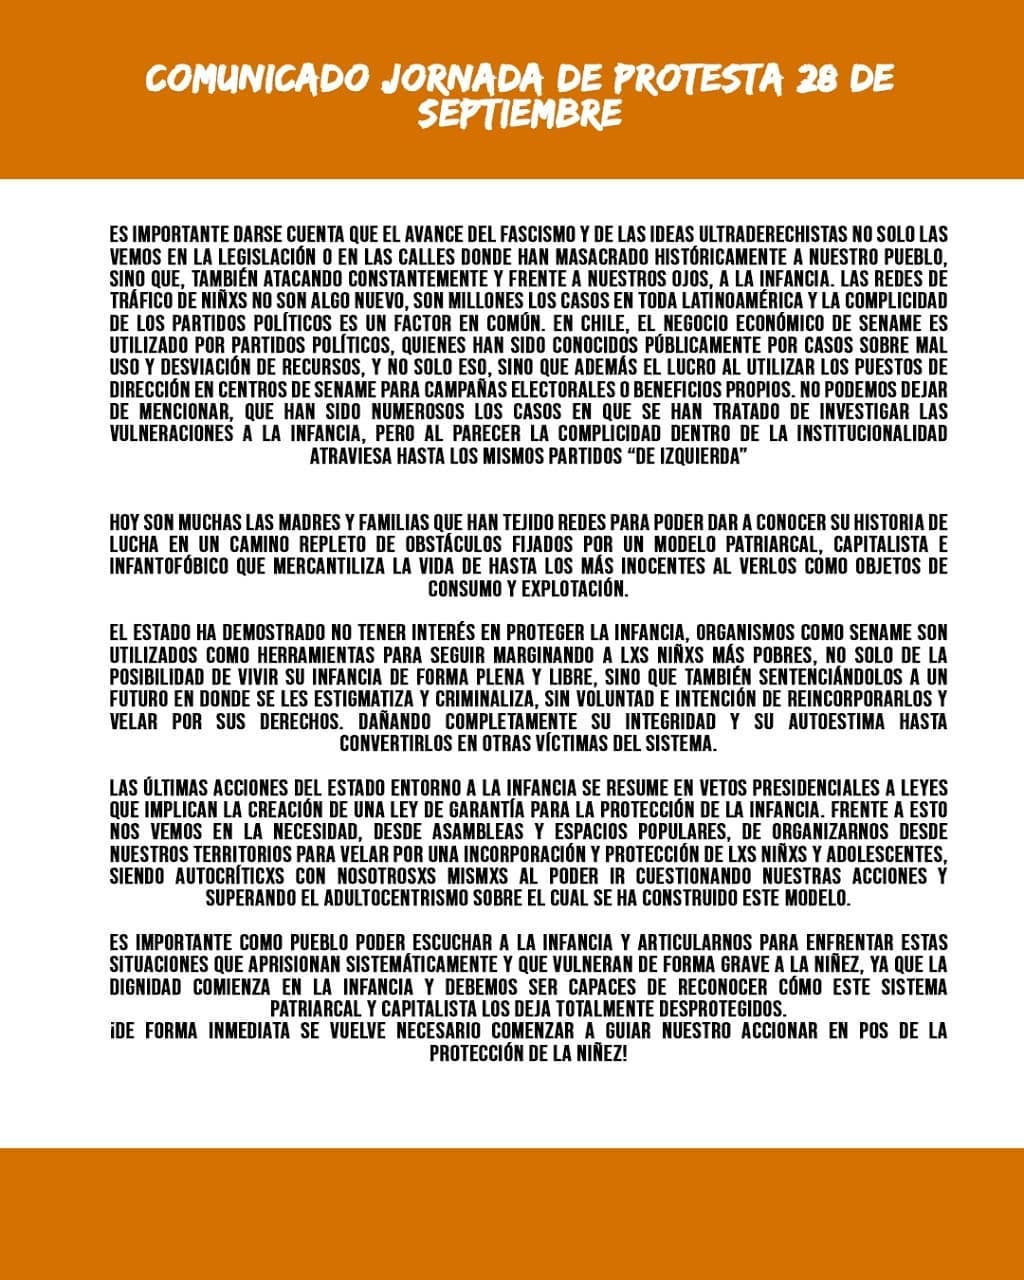 COMUNICADO JORNADA DE PROTESTA 28 DE
SEPTIEMBRE
ES IMPORTANTE DARSE CUENTA QUE EL AVANCE DEL FASCISMO Y DE LAS IDEAS ULTRADERECHISTAS NO SOLO LAS
VEMOS EN LA LEGISLACIÓN O EN LAS CALLES DONDE HAN MASACRADO HISTÓRICAMENTE A NUESTRO PUEBLO,
SINO QUE, TAMBIÉN ATACANDO CONSTANTEMENTE Y FRENTE A NUESTROS OJOS, A LA INFANCIA. LAS REDES DE
TRÁFICO DE NIÑXS NO SON ALGO NUEVO, SON MILLONES LOS CASOS EN TODA LATINOAMÉRICA Y LA COMPLICIDAD
DE LOS PARTIDOS POLÍTICOS ES UN FACTOR EN COMÚN. EN CHILE, EL NEGOCIO ECONÓMICO DE SENAME ES
UTILIZADO POR PARTIDOS POLÍTICOS, QUIENES HAN SIDO CONOCIDOS PÚBLICAMENTE POR CASOS SOBRE MAL
USO Y DESVIACIÓN DE RECURSOS, Y NO SOLO ESO, SINO QUE ADEMÁS EL LUCRO AL UTILIZAR LOS PUESTOS DE
DIRECCIÓN EN CENTROS DE SENAME PARA CAMPAÑAS ELECTORALES O BENEFICIOS PROPIOS. NO PODEMOS DEJAR
DE MENCIONAR, QUE HAN SIDO NUMEROSOS LOS CASOS EN QUE SE HAN TRATADO DE INVESTIGAR LAS
VULNERACIONES A LA INFANCIA, PERO AL PARECER LA COMPLICIDAD DENTRO DE LA INSTITUCIONALIDAD
ATRAVIESA HASTA LOS MISMOS PARTIDOS “DE IZQUIERDA”
HOY SON MUCHAS LAS MADRES Y FAMILIAS QUE HAN TEJIDO REDES PARA PODER DAR A CONOCER SU HISTORIA DE
LUCHA EN UN CAMINO REPLETO DE OBSTÁCULOS FIJADOS POR UN MODELO PATRIARCAL, CAPITALISTA E
INFANTOFÓBICO QUE MERCANTILIZA LA VIDA DE HASTA LOS MÁS INOCENTES AL VERLOS COMO OBJETOS DE
CONSUMO Y EXPLOTACIÓN.
EL ESTADO HA DEMOSTRADO NO TENER INTERÉS EN PROTEGER LA INFANCIA, ORGANISMOS COMO SENAME SON
UTILIZADOS COMO HERRAMIENTAS PARA SEGUIR MARGINANDO A LXS NIÑXS MÁS POBRES, NO SOLO DE LA
POSIBILIDAD DE VIVIR SU INFANCIA DE FORMA PLENA Y LIBRE, SINO QUE TAMBIÉN SENTENCIÁNDOLOS A UN
FUTURO EN DONDE SE LES ESTIGMATIZA Y CRIMINALIZA, SIN VOLUNTAD E INTENCIÓN DE REINCORPORARLOS Y
VELAR POR SUS DERECHOS. DAÑANDO COMPLETAMENTE SU INTEGRIDAD Y SU AUTOESTIMA HASTA
CONVERTIRLOS EN OTRAS VÍCTIMAS DEL SISTEMA.
LAS ÚLTIMAS ACCIONES DEL ESTADO ENTORNO A LA INFANCIA SE RESUME EN VETOS PRESIDENCIALES A LEYES
QUE IMPLICAN LA CREACIÓN DE UNA LEY DE GARANTÍA PARA LA PROTECCIÓN DE LA INFANCIA. FRENTE A ESTO
NOS VEMOS EN LA NECESIDAD, DESDE ASAMBLEAS Y ESPACIOS POPULARES, DE ORGANIZARNOS DESDE
NUESTROS TERRITORIOS PARA VELAR POR UNA INCORPORACIÓN Y PROTECCIÓN DE LXS NIÑXS Y ADOLESCENTES,
SIENDO AUTOCRÍTICXS CON NOSOTROSXS MISMXS AL PODER IR CUESTIONANDO NUESTRAS ACCIONES Y
SUPERANDO EL ADULTOCENTRISMO SOBRE EL CUAL SE HA CONSTRUIDO ESTE MODELO.
ES IMPORTANTE COMO PUEBLO PODER ESCUCHAR A LA INFANCIA Y ARTICULARNOS PARA ENFRENTAR ESTAS
SITUACIONES QUE APRISIONAN SISTEMÁTICAMENTE Y QUE VULNERAN DE FORMA GRAVE A LA NIÑEZ, YA QUE LA
DIGNIDAD COMIENZA EN LA INFANCIA Y DEBEMOS SER CAPACES DE RECONOCER CÓMO ESTE SISTEMA
PATRIARCAL Y CAPITALISTA LOS DEJA TOTALMENTE DESPROTEGIDOS.
¡DE FORMA INMEDIATA SE VUELVE NECESARIO COMENZAR A GUIAR NUESTRO ACCIONAR EN POS DE LA
PROTECCIÓN DE LA NIÑEZ!